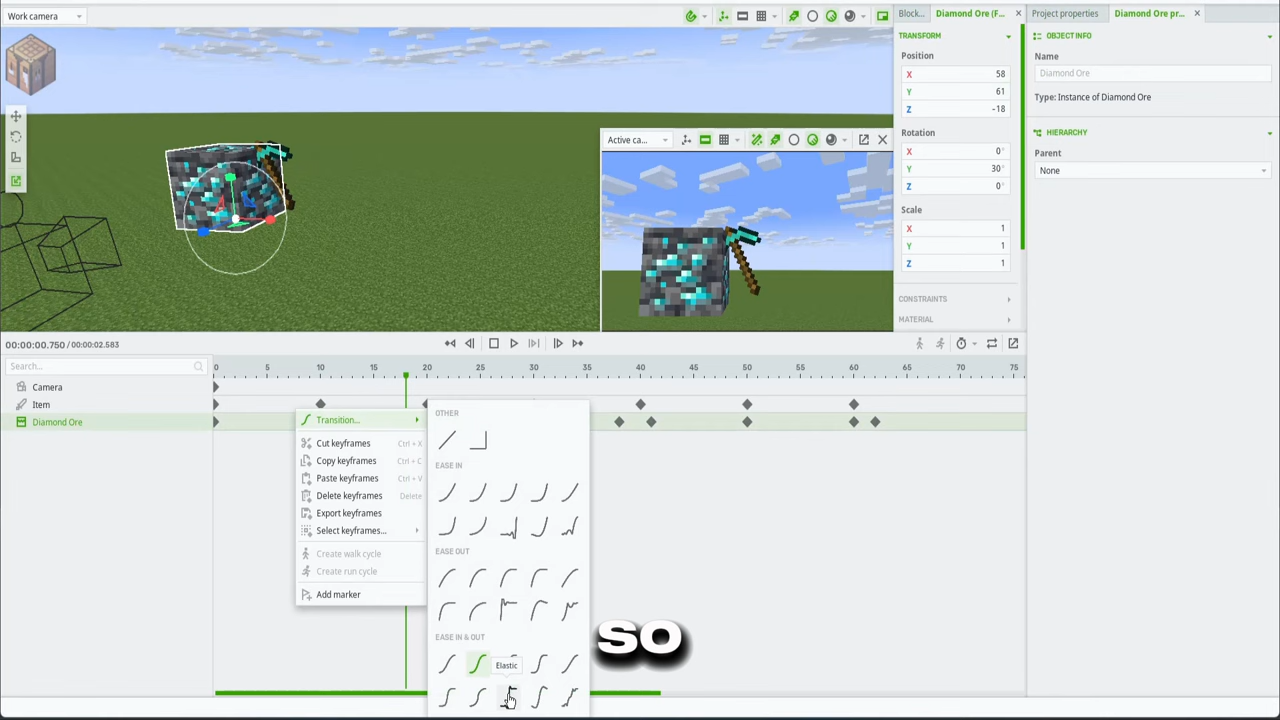 Work camera
Block... Diamond Ore (F... Project properties Diamond Ore pr...
TRANSFORM
Position
X 58
Y 61
Z -18
Rotation
X 0°
Y 30°
Z 0°
Scale
X 1
Y 1
Z 1
CONSTRAINTS
MATERIAL
OBJECT INFO
Name
Diamond Ore
Type: Instance of Diamond Ore
HIERARCHY
Parent
None
Active ca...
00:00:00.750 / 00:00:02.583
Search...
0 5 10 15 20 25 30 35 40 45 50 55 60 65 70 75
Camera
Item
Diamond Ore
Transition...
Cut keyframes Ctrl + X
Copy keyframes Ctrl + C
Paste keyframes Ctrl + V
Delete keyframes Delete
Export keyframes
Select keyframes...
Create walk cycle
Create run cycle
Add marker
OTHER
EASE IN
EASE OUT
EASE IN & OUT
Elastic
SO